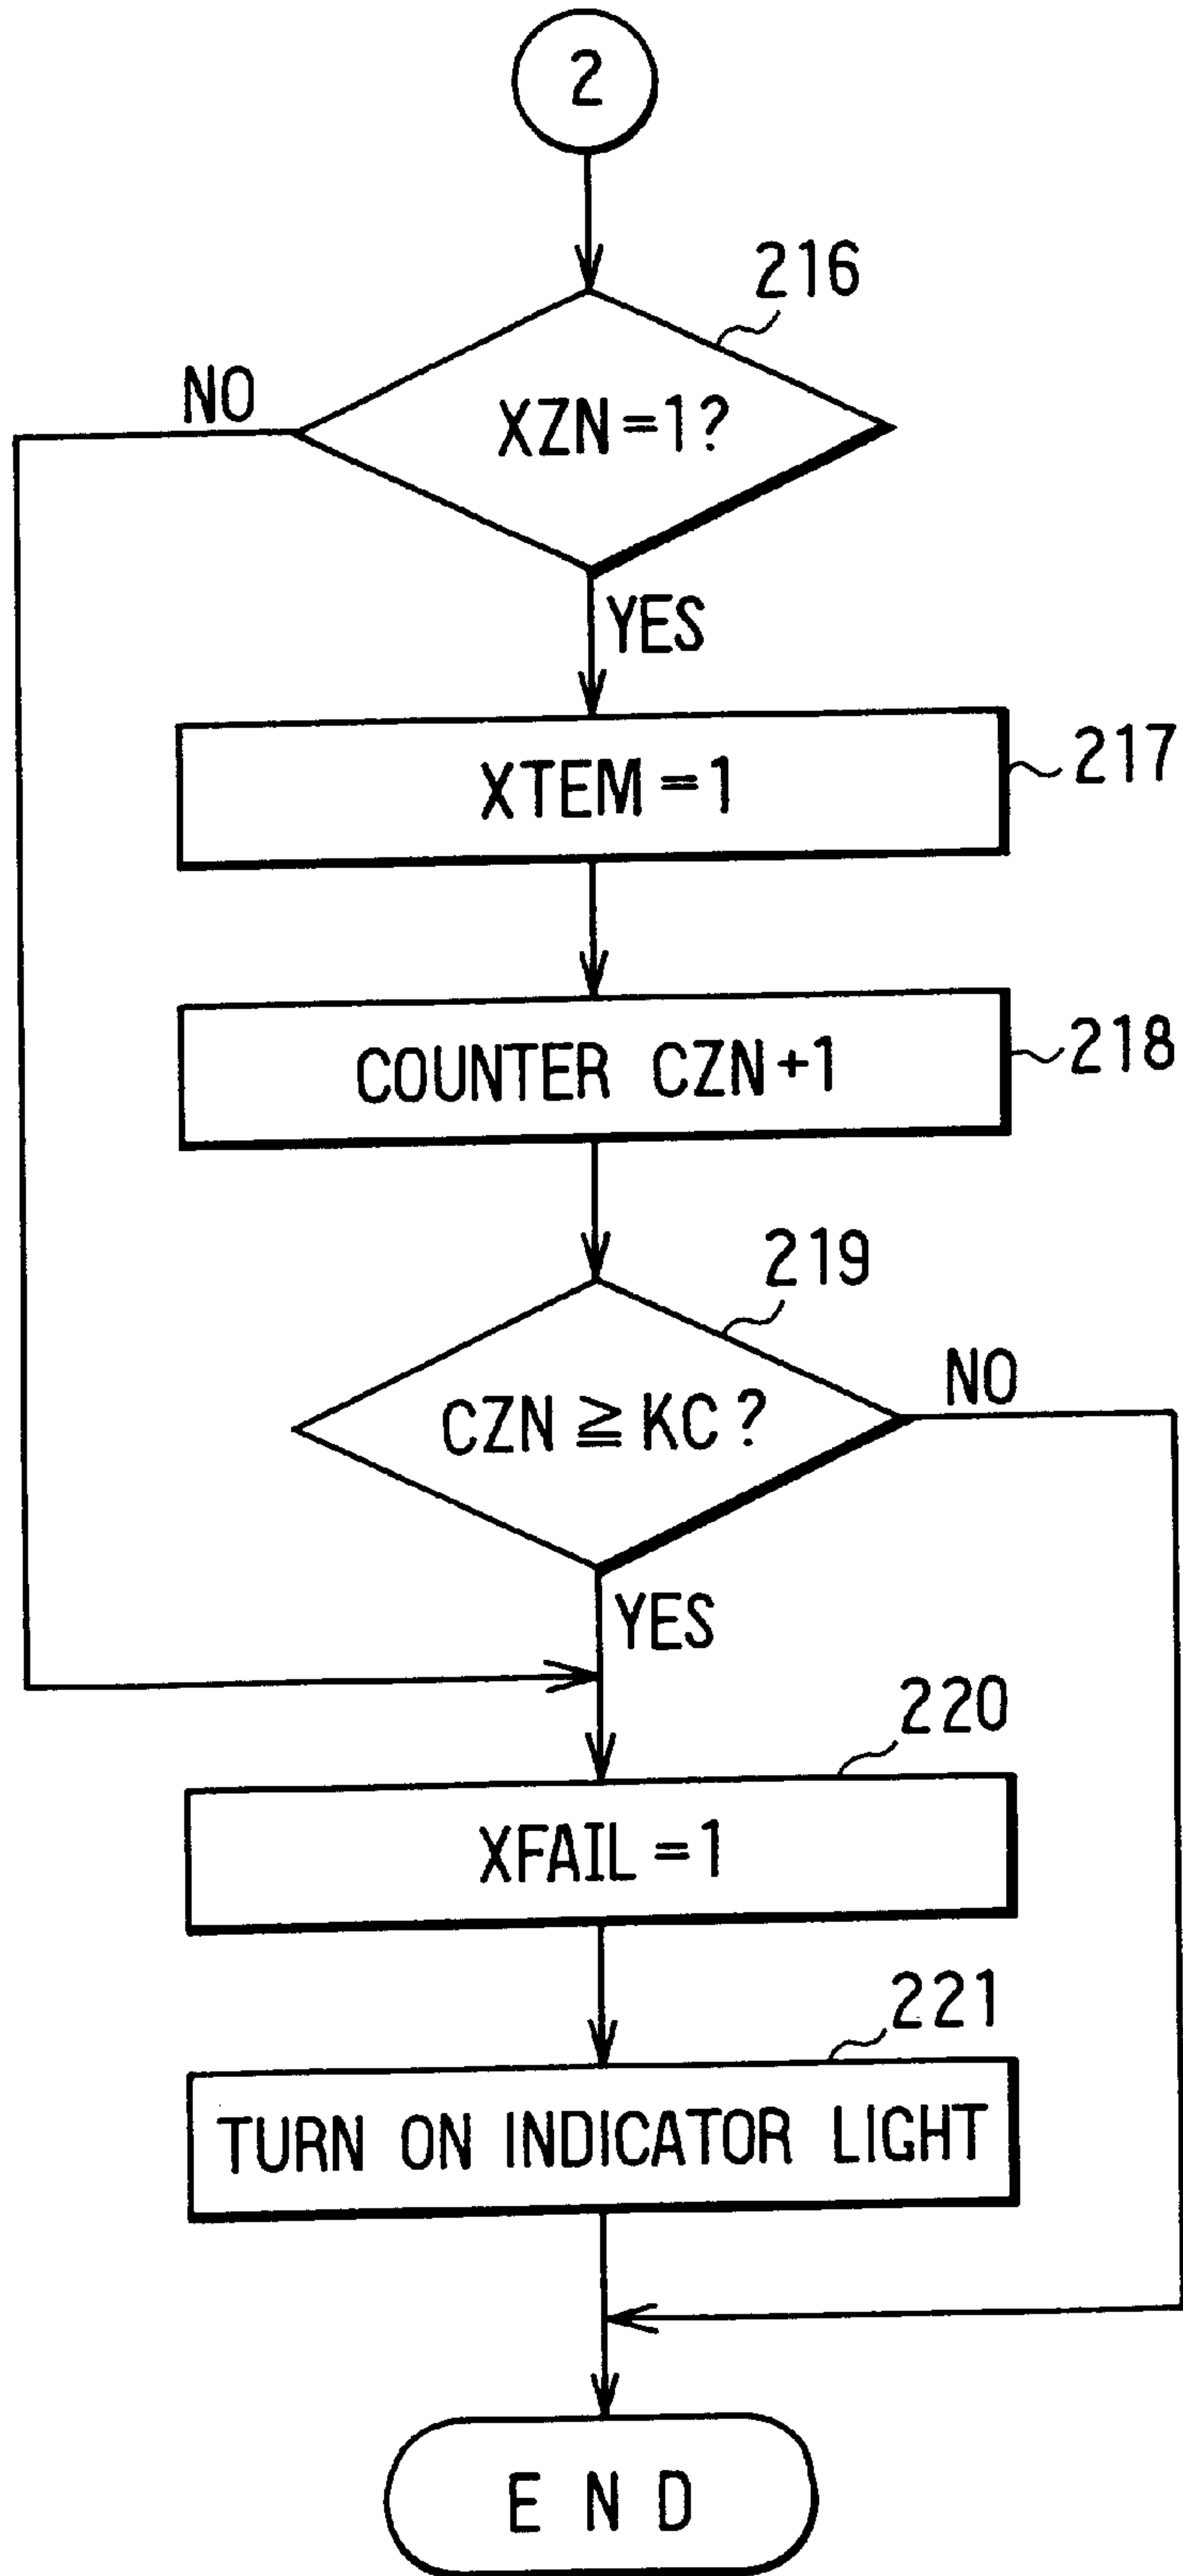 2
216
NO
XZN=1?
YES
XTEM=1
217
COUNTER CZN+1
218
219
CZN≧KC?
NO
YES
220
XFAIL=1
221
TURN ON INDICATOR LIGHT
END